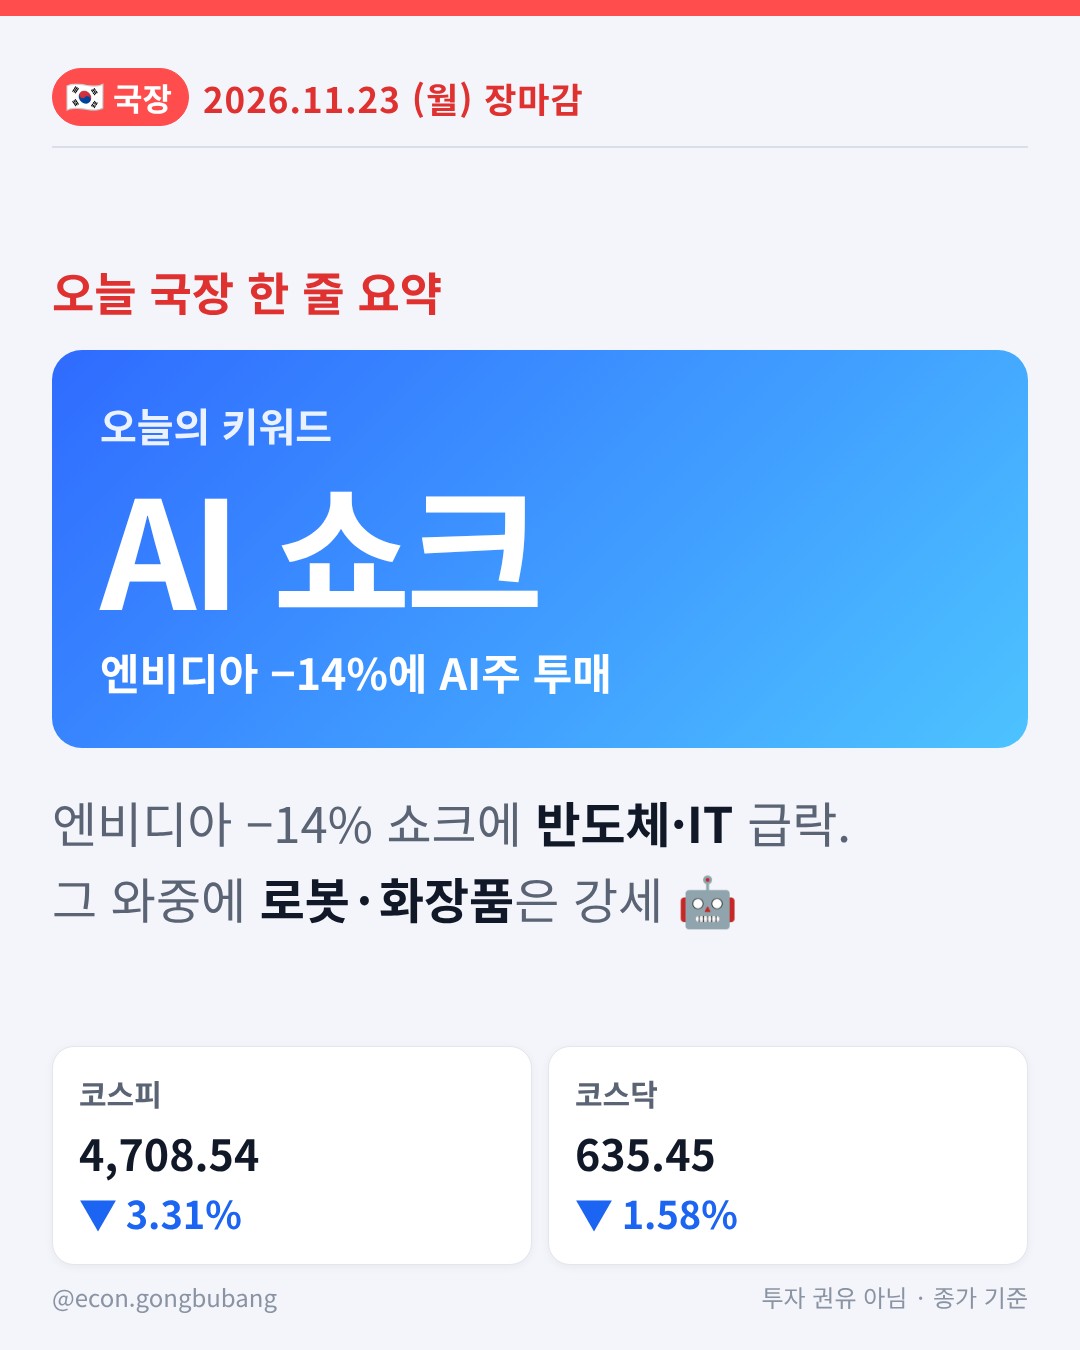 국장 2026.11.23 (월) 장마감
오늘 국장 한 줄 요약
오늘의 키워드
AI 쇼크
엔비디아 −14%에 AI주 투매
엔비디아 −14% 쇼크에 반도체·IT 급락.
그 와중에 로봇·화장품은 강세
코스피
4,708.54
▼ 3.31%
코스닥
635.45
▼ 1.58%
@econ.gongbubang
투자 권유 아님 · 종가 기준